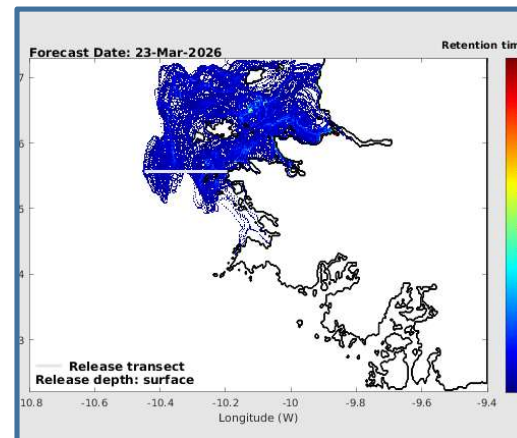 Forecast Date: 23-Mar-2026
Retention tim
7
6
5
4
3
Release transect
Release depth: surface
10.8 -10.6 -10.4 -10.2 -10 -9.8 -9.6 -9.4
Longitude (W)